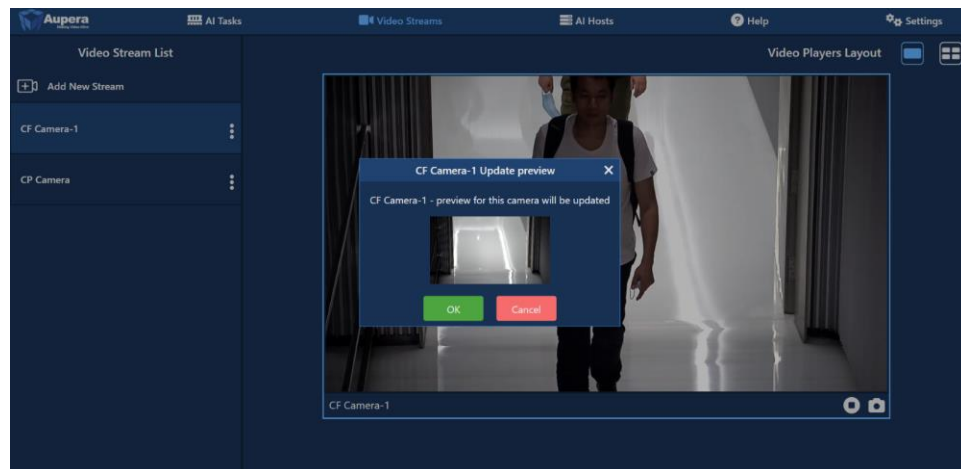 Aupera
AI Tasks
Video Streams
AI Hosts
Help
Settings
Video Stream List
Video Players Layout
Add New Stream
CF Camera-1
CP Camera
CF Camera-1 Update preview
CF Camera-1 - preview for this camera will be updated
OK
Cancel
CF Camera-1